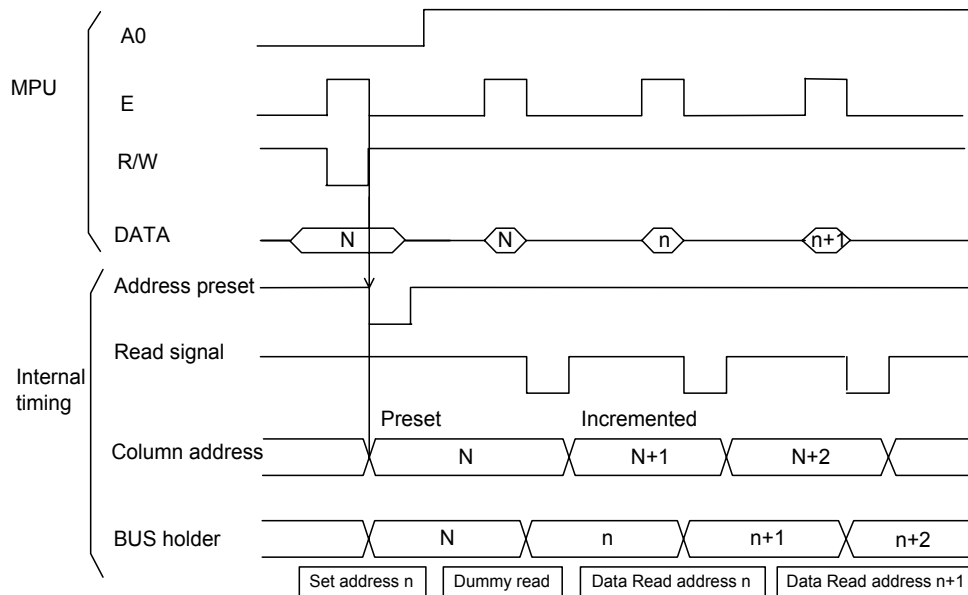 MPU
A0
E
R/W
DATA
N
N
n
n+1
Internal
timing
Address preset
Read signal
Preset
Incremented
Column address
N
N+1
N+2
BUS holder
N
n
n+1
n+2
Set address n
Dummy read
Data Read address n
Data Read address n+1